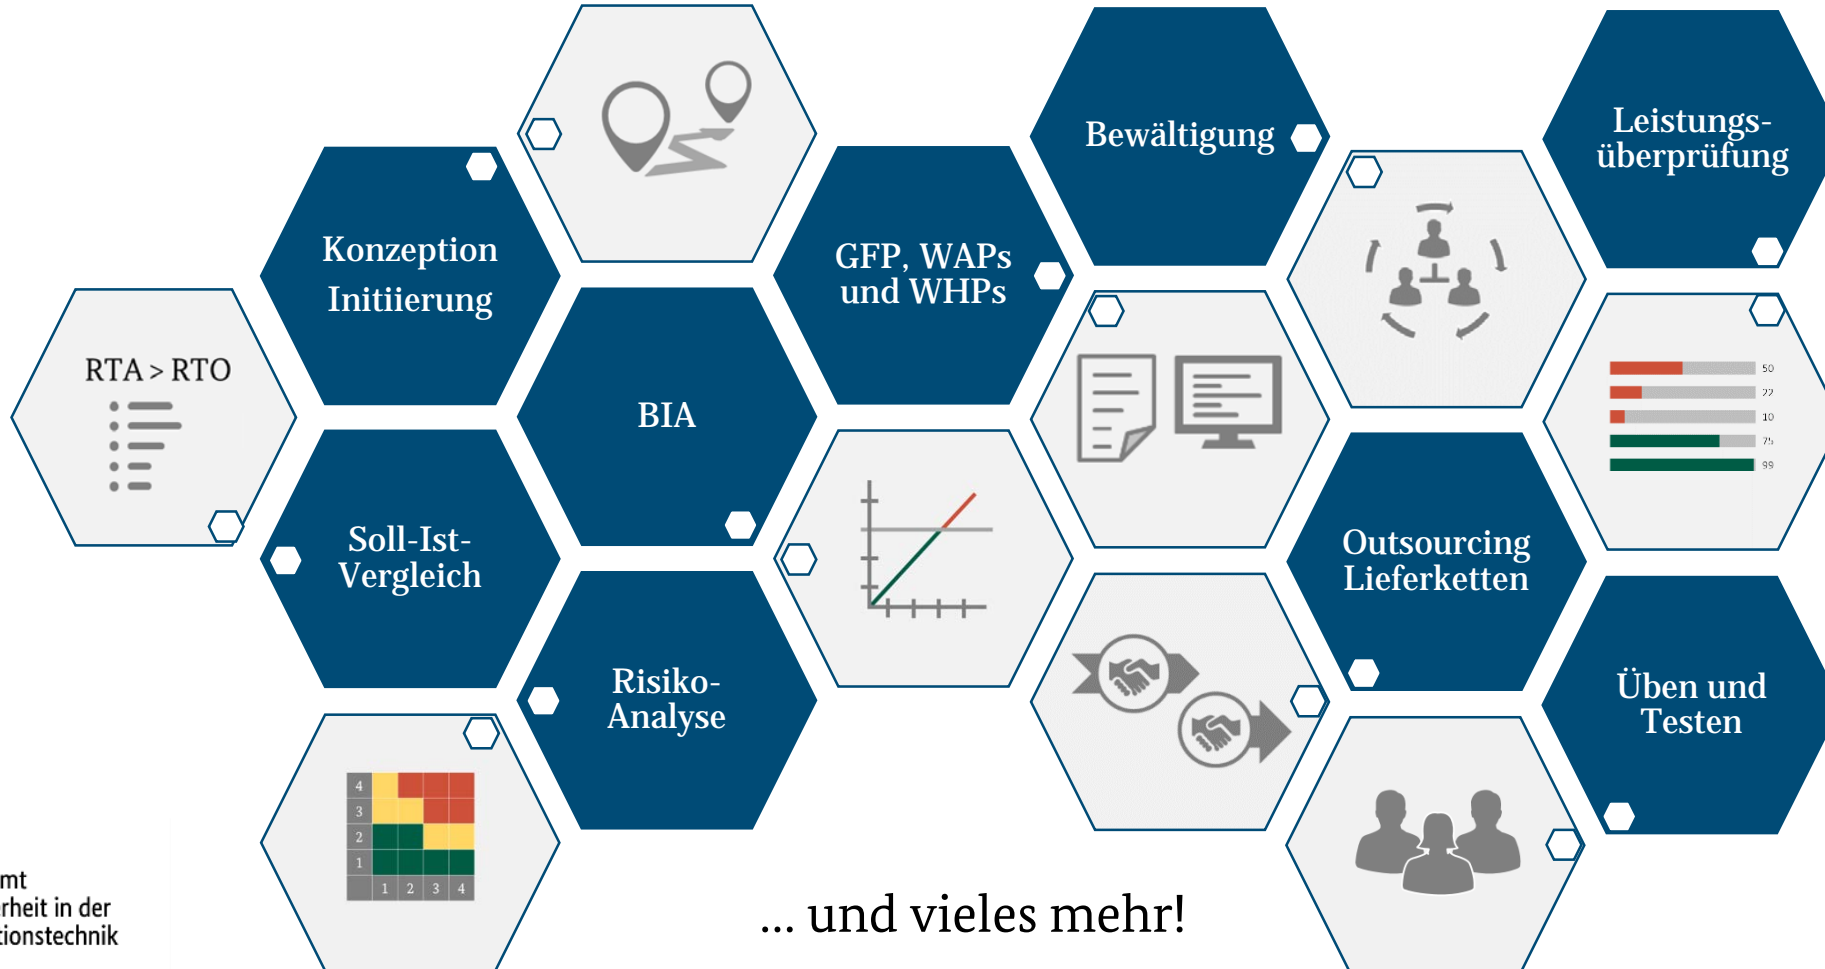 Bewältigung
Leistungs-
überprüfung
Konzeption
Initiierung
GFP, WAPs
und WHPs
RTA > RTO
BIA
50
22
10
75
99
Soll-Ist-
Vergleich
Outsourcing
Lieferketten
Risiko-
Analyse
Üben und
Testen
4
3
2
1
1 2 3 4
... und vieles mehr!
mt
rheit in der
tionstechnik